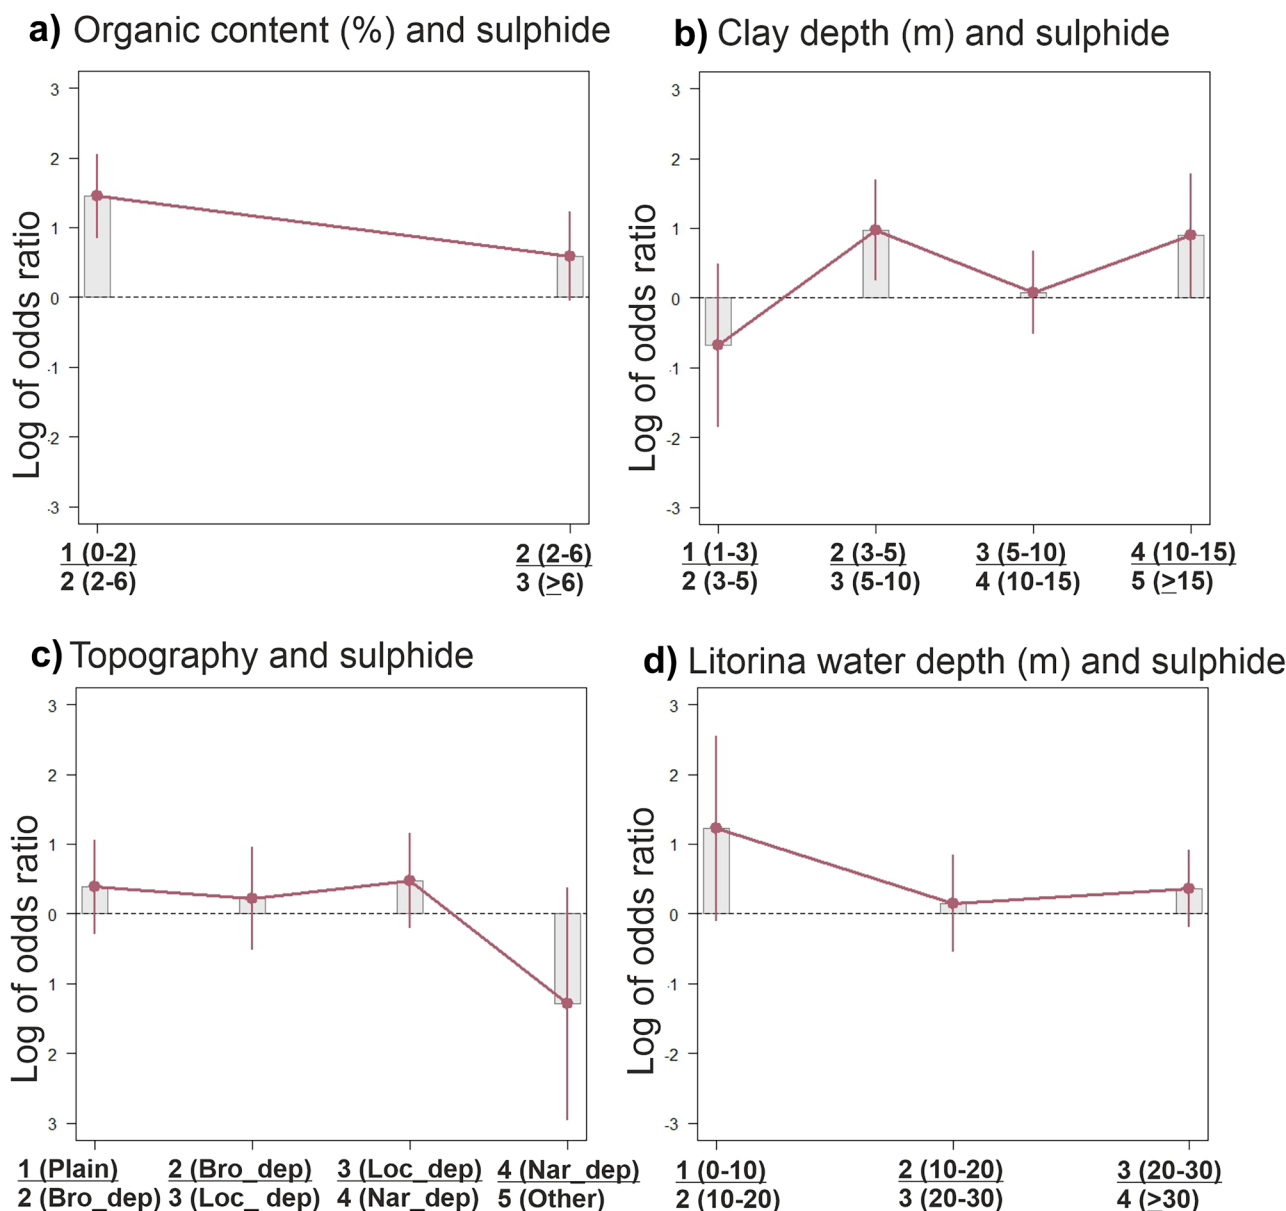 a) Organic content (%) and sulphide
Log of odds ratio
3
2
1
0
.1
.2
.3
1 (0-2)
2 (2-6)
2 (2-6)
3 (≥6)
b) Clay depth (m) and sulphide
Log of odds ratio
3
2
1
0
.1
-2
-3
1 (1-3)
2 (3-5)
2 (3-5)
3 (5-10)
3 (5-10)
4 (10-15)
4 (10-15)
5 (≥15)
c) Topography and sulphide
Log of odds ratio
3
2
1
0
1
2
3
1 (Plain)
2 (Bro_dep)
2 (Bro_dep)
3 (Loc_ dep)
3 (Loc_dep)
4 (Nar_dep)
4 (Nar_dep)
5 (Other)
d) Litorina water depth (m) and sulphide
Log of odds ratio
3
2
1
0
.1
-2
-3
1 (0-10)
2 (10-20)
2 (10-20)
3 (20-30)
3 (20-30)
4 (≥30)